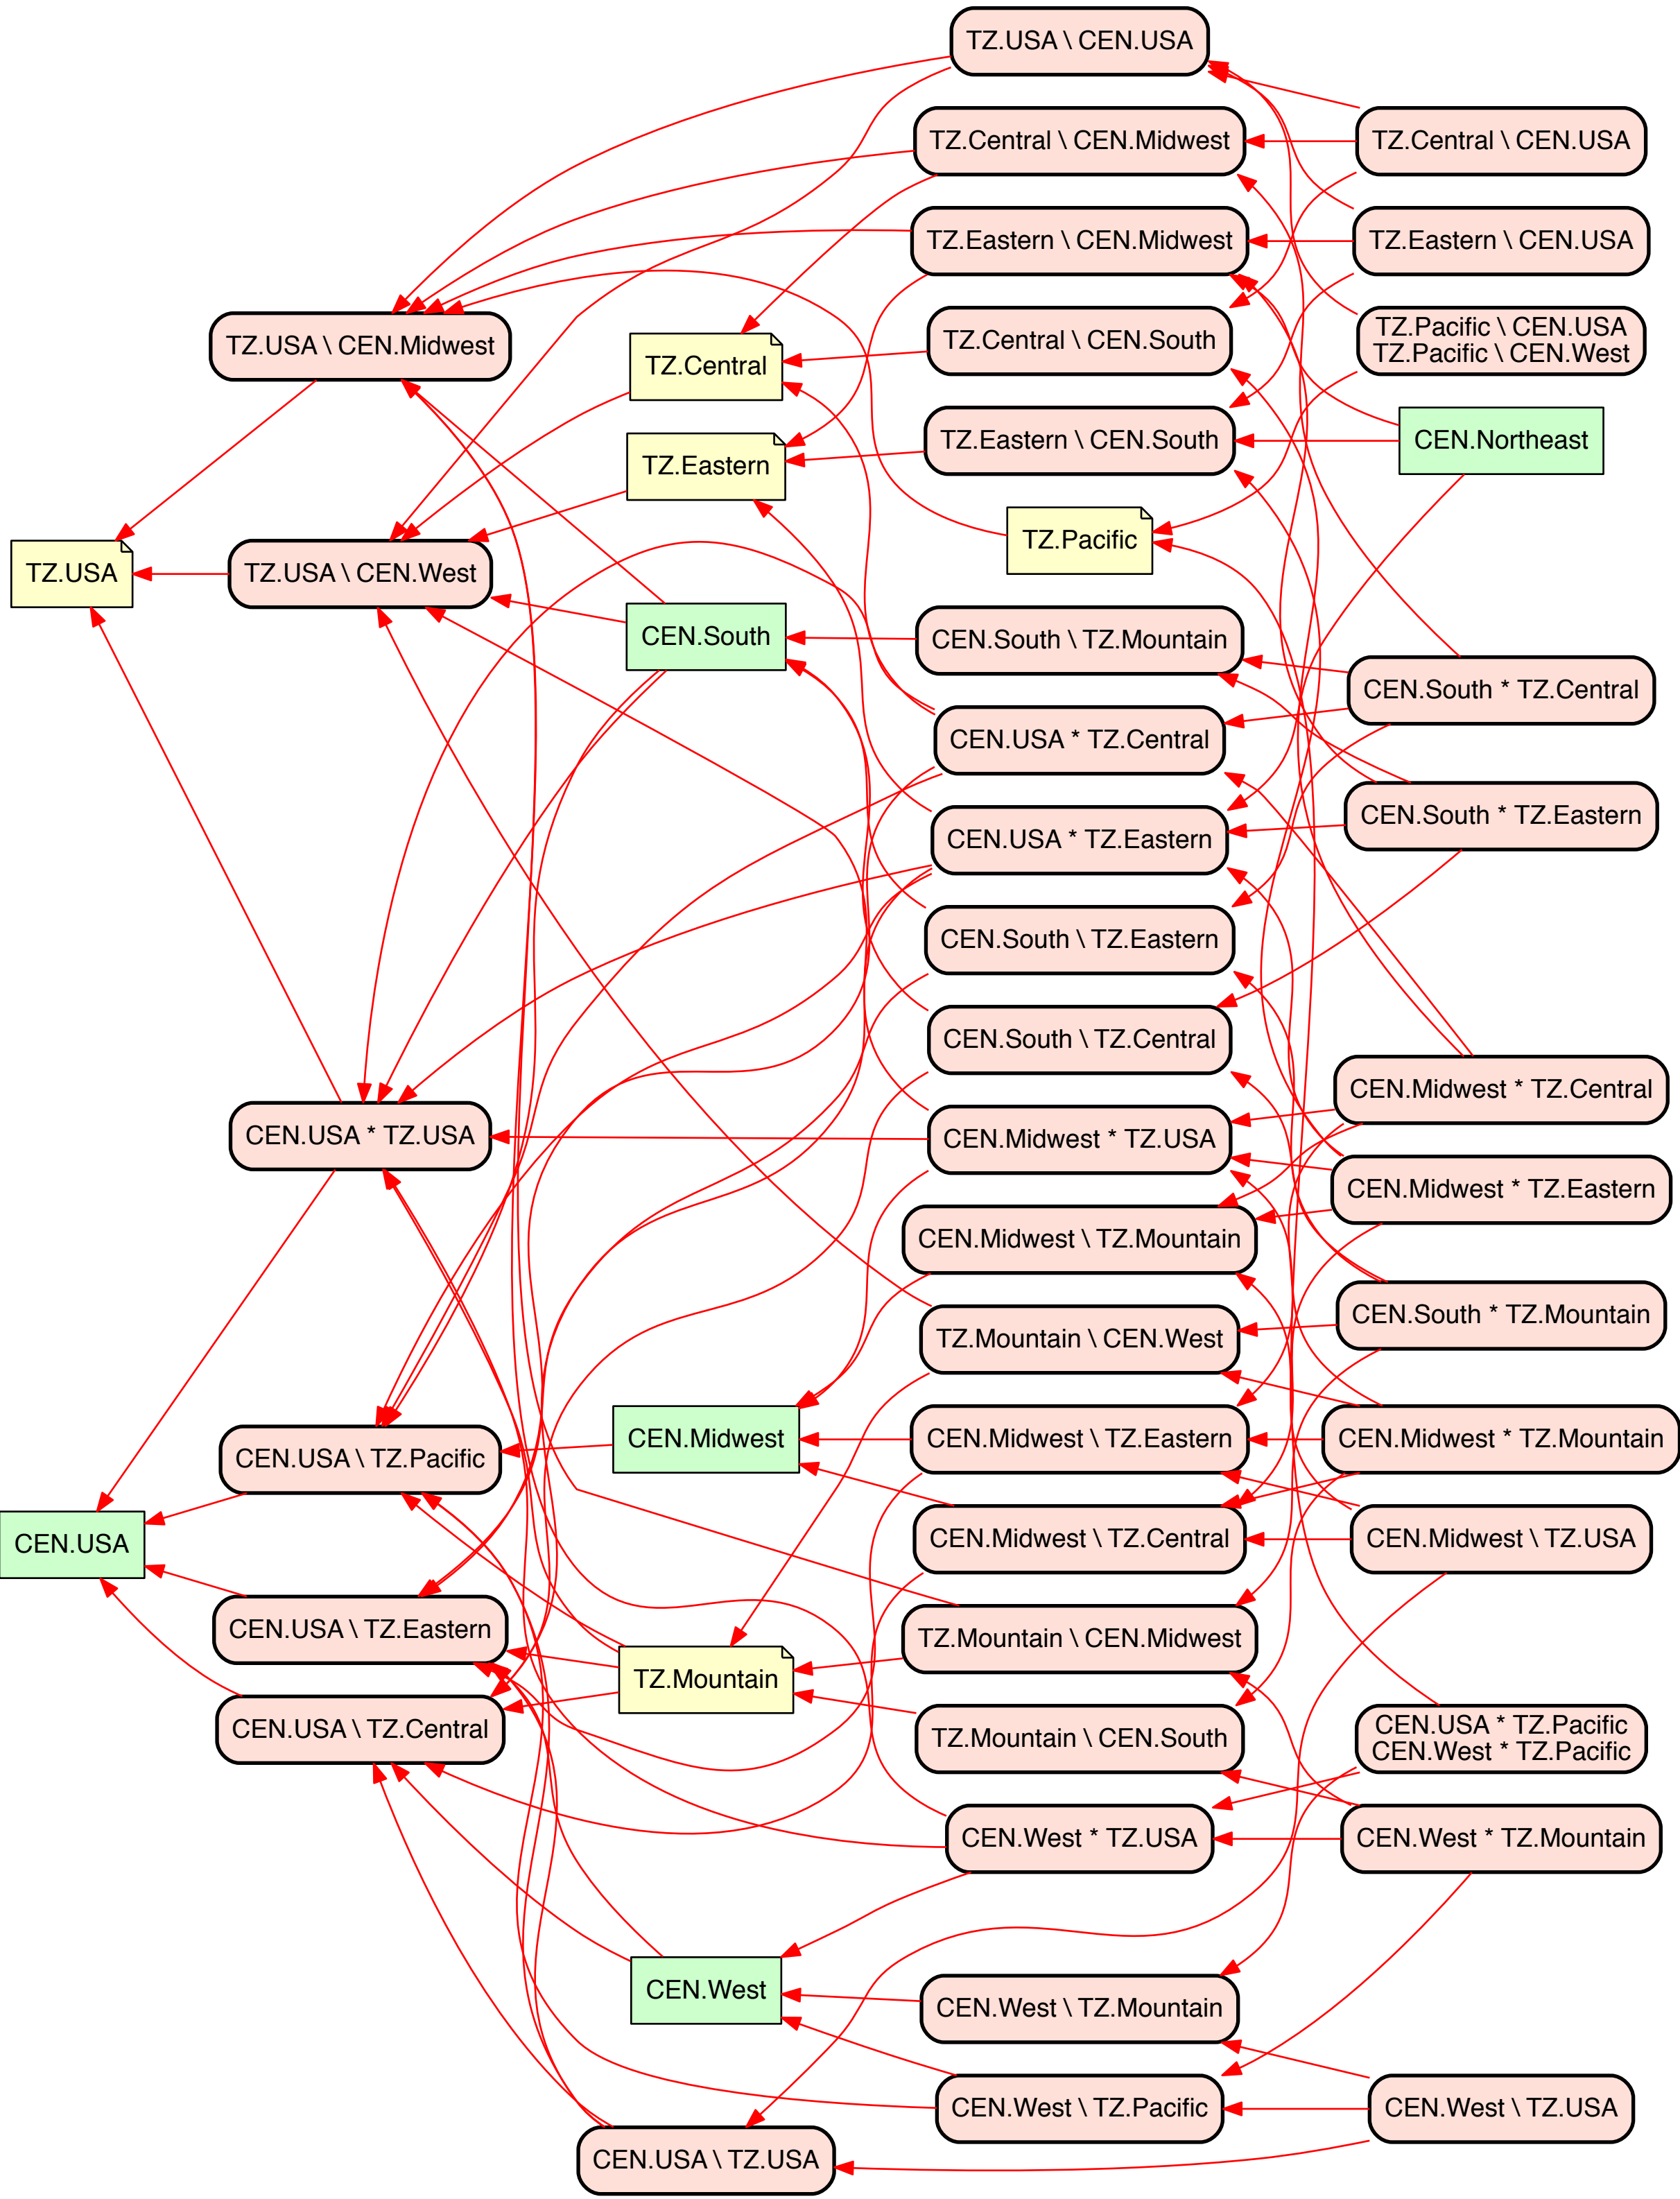 TZ.USA \ CEN.USA
TZ.Central \ CEN.Midwest
TZ.Central \ CEN.USA
TZ.Eastern \ CEN.Midwest
TZ.Eastern \ CEN.USA
TZ.USA \ CEN.Midwest
TZ.Central
TZ.Central \ CEN.South
TZ.Pacific \ CEN.USA
TZ.Pacific \ CEN.West
TZ.Eastern
TZ.Eastern \ CEN.South
CEN.Northeast
TZ.Pacific
TZ.USA
TZ.USA \ CEN.West
CEN.South
CEN.South \ TZ.Mountain
CEN.South * TZ.Central
CEN.USA * TZ.Central
CEN.South * TZ.Eastern
CEN.USA * TZ.Eastern
CEN.South \ TZ.Eastern
CEN.South \ TZ.Central
CEN.Midwest * TZ.Central
CEN.USA * TZ.USA
CEN.Midwest * TZ.USA
CEN.Midwest * TZ.Eastern
CEN.Midwest \ TZ.Mountain
CEN.South * TZ.Mountain
TZ.Mountain \ CEN.West
CEN.USA \ TZ.Pacific
CEN.Midwest
CEN.Midwest \ TZ.Eastern
CEN.Midwest * TZ.Mountain
CEN.USA
CEN.Midwest \ TZ.Central
CEN.Midwest \ TZ.USA
CEN.USA \ TZ.Eastern
TZ.Mountain \ CEN.Midwest
TZ.Mountain
CEN.USA \ TZ.Central
TZ.Mountain \ CEN.South
CEN.USA * TZ.Pacific
CEN.West * TZ.Pacific
CEN.West * TZ.USA
CEN.West * TZ.Mountain
CEN.West
CEN.West \ TZ.Mountain
CEN.West \ TZ.Pacific
CEN.West \ TZ.USA
CEN.USA \ TZ.USA